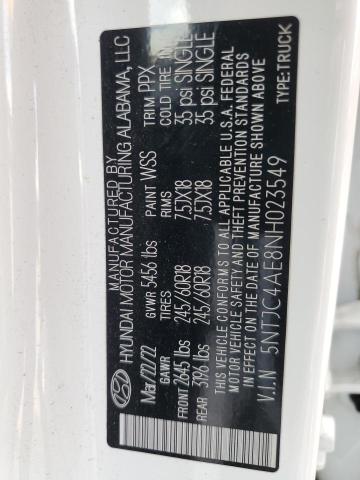 MANUFACTURED BY
HYUNDAI MOTOR MANUFACTURING ALABAMA, LLC
Mar/22/22 GVWR 5456 lbs PAINT WSS TRIM PPX
GAWR TIRES RIMS COLD TIRE IN
FRONT 2645 lbs 245/60R18 7.5JX18 35 psi SINGLE
REAR 3196 lbs 245/60R18 7.5JX18 35 psi SINGLE
THIS VEHICLE CONFORMS TO ALL APPLICABLE U.S.A. FEDERAL
MOTOR VEHICLE SAFETY AND THEFT PREVENTION STANDARDS
IN EFFECT ON THE DATE OF MANUFACTURE SHOWN ABOVE
V.I.N 5NTJC4AE8NH023549 TYPE:TRUCK